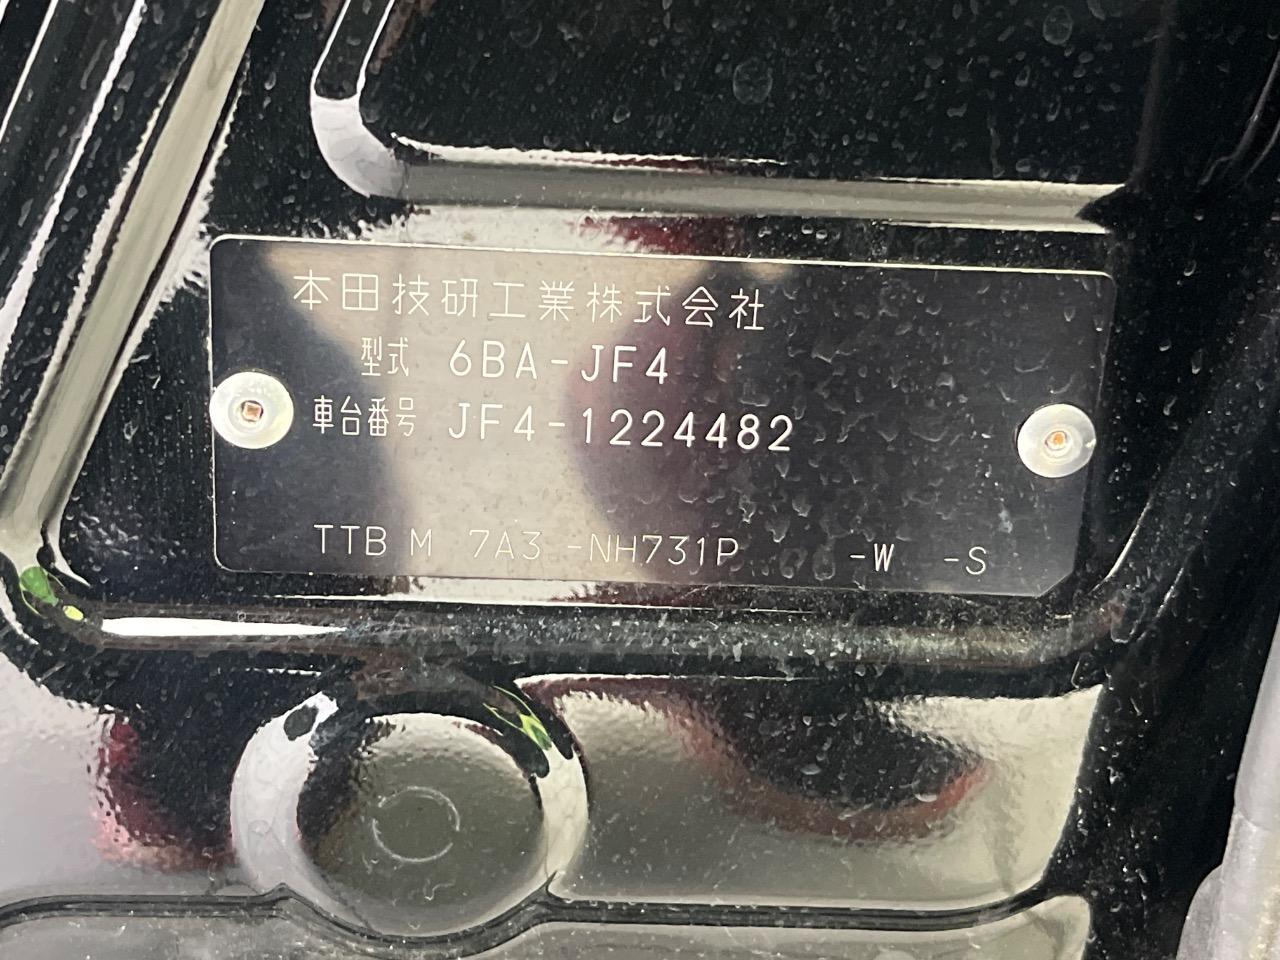 本田技研工業株式会社
型式 6BA-JF4
車台番号 JF4-1224482
TTB M 7A3 -NH731P -W -S